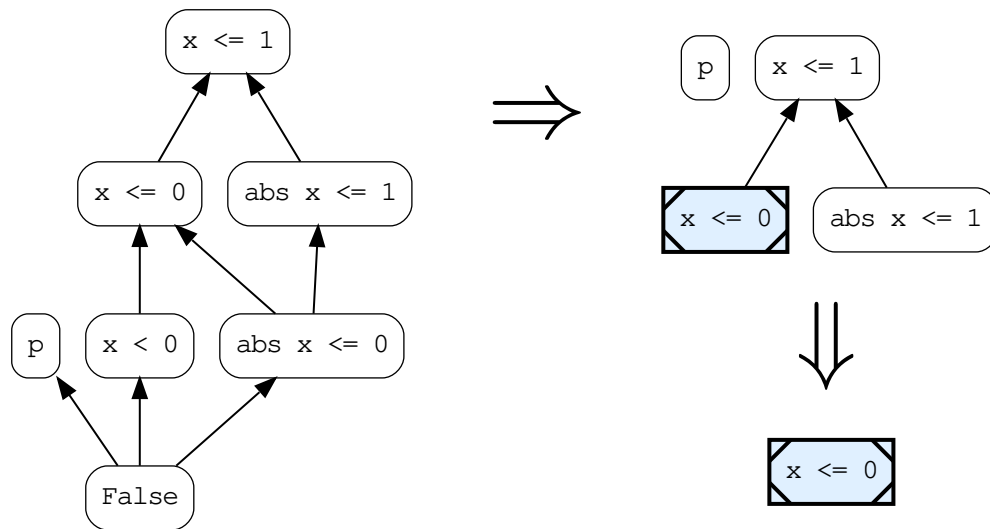 x <= 1
x <= 0
abs x <= 1
p
x < 0
abs x <= 0
False
p
x <= 1
x <= 0
abs x <= 1
x <= 0